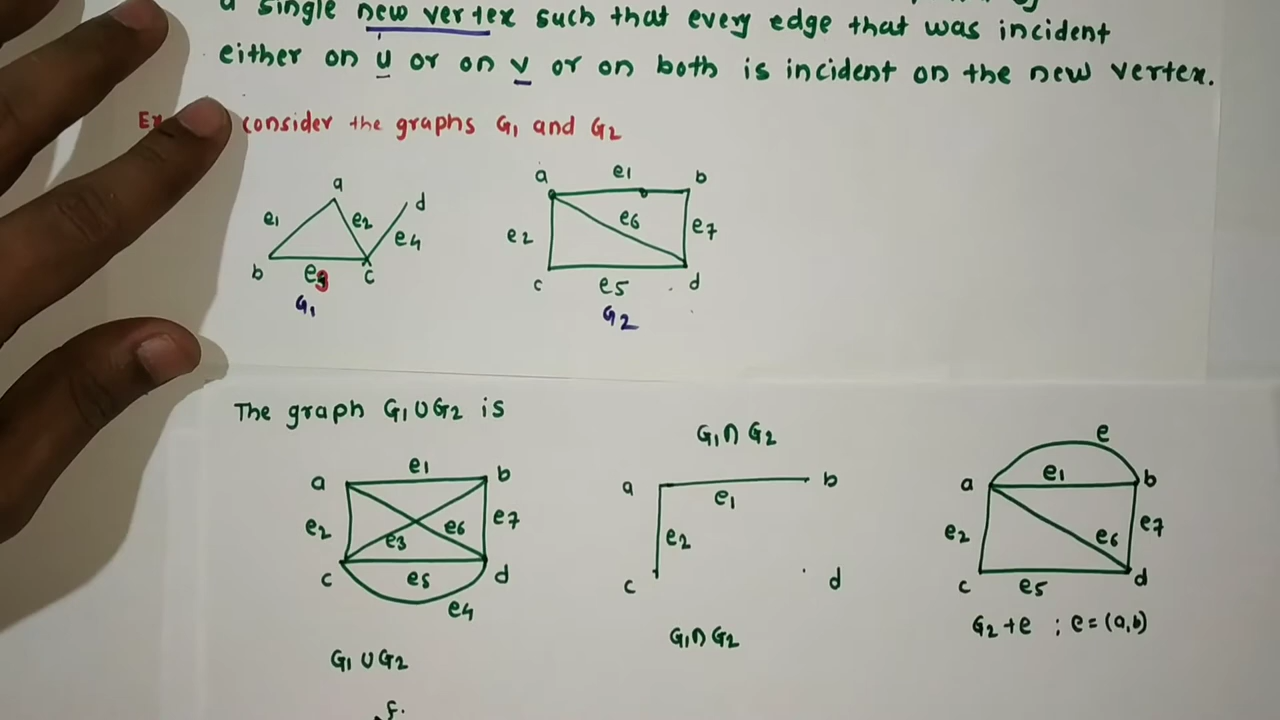 a single new vertex such that every edge that was incident
either on u or on v or on both is incident on the new vertex.
consider the graphs G₁ and G₂
a
e₁ e₂ d
e₄
b e₃ c
G₁
a e₁ b
e₂ e₆ e₇
c e₅ d
G₂
The graph G₁∪G₂ is
a e₁ b
e₂ e₃ e₆ e₇
c e₅ d
e₄
G₁∪G₂
G₁∩G₂
a e₁ b
e₂
c d
G₁∩G₂
e
a e₁ b
e₂ e₆ e₇
c e₅ d
G₂+e ; e=(a,b)